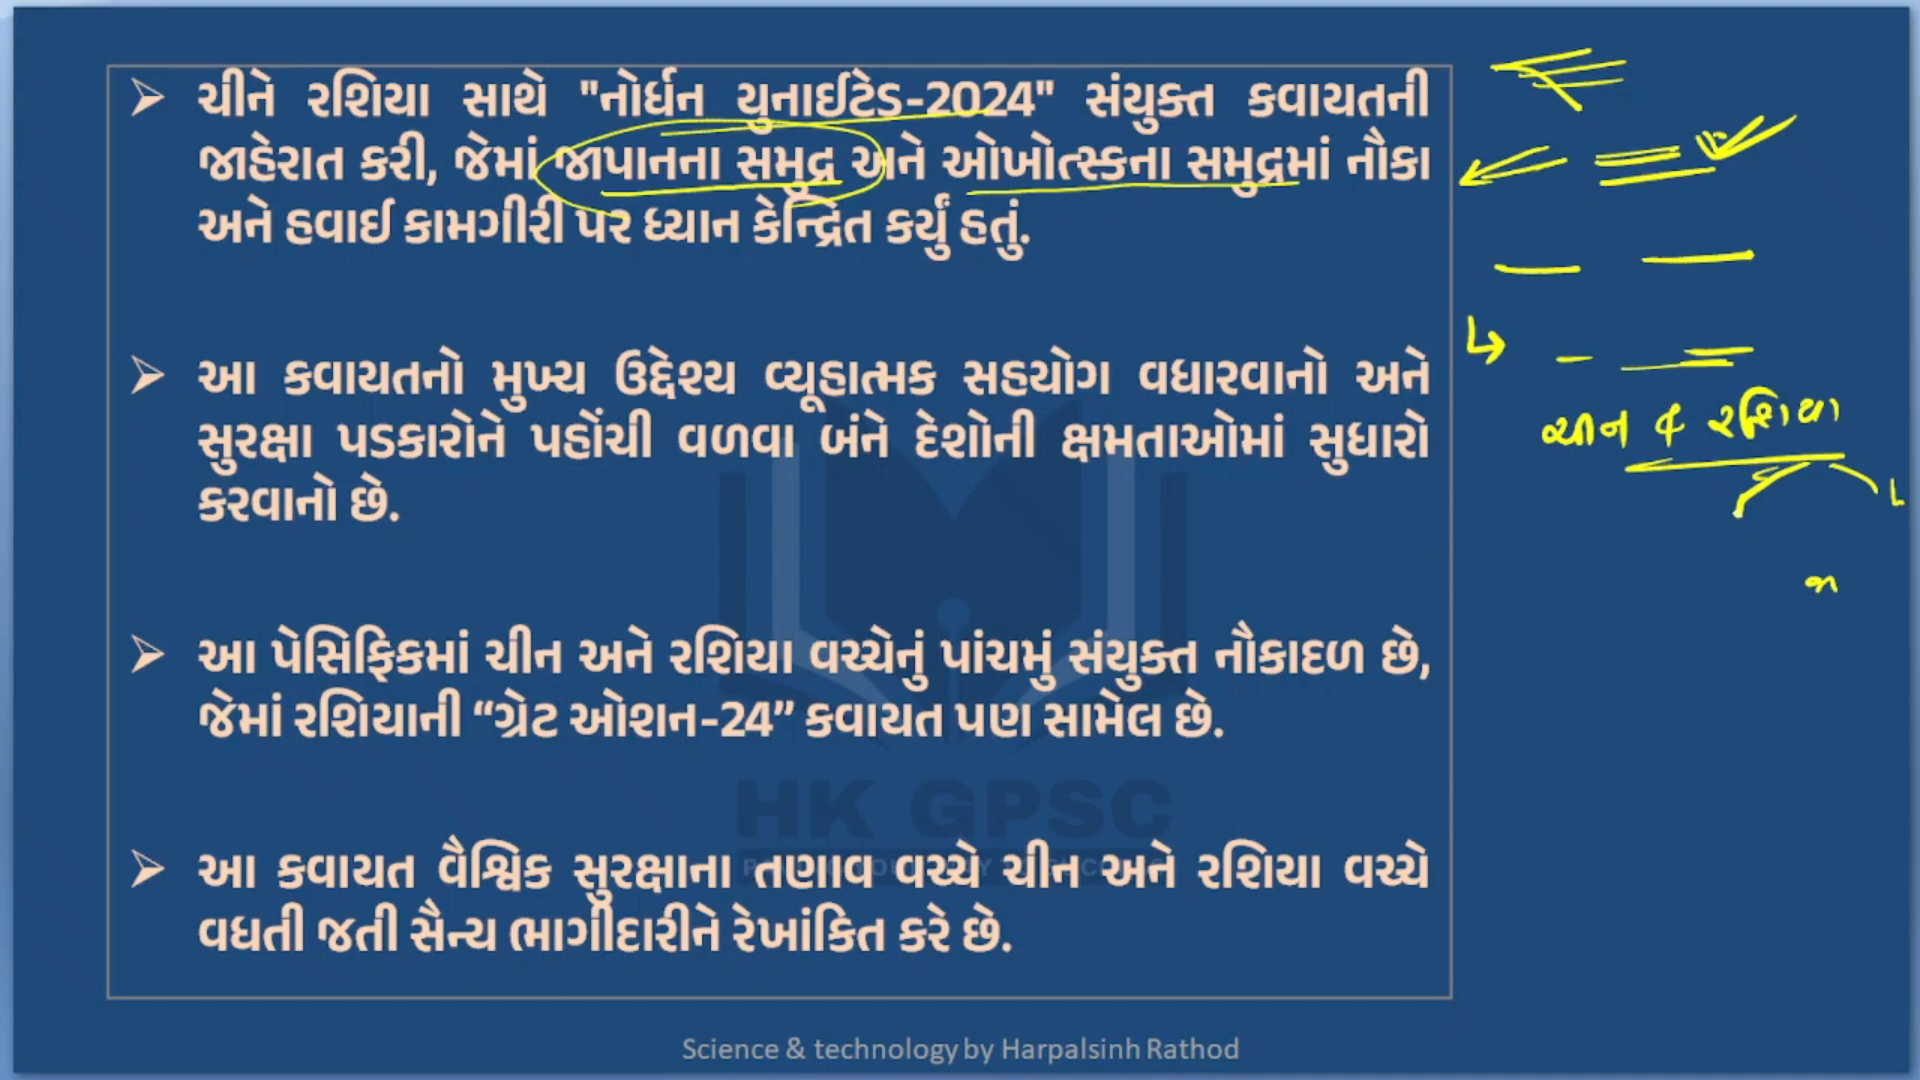 ➢ ચીને રશિયા સાથે "નોર્ધન યુનાઈટેડ-2024" સંયુક્ત કવાયતની
જાહેરાત કરી, જેમાં જાપાનના સમુદ્ર અને ઓખોત્સ્કના સમુદ્રમાં નૌકા
અને હવાઈ કામગીરી પર ધ્યાન કેન્દ્રિત કર્યું હતું.
➢ આ કવાયતનો મુખ્ય ઉદ્દેશ્ય વ્યૂહાત્મક સહયોગ વધારવાનો અને
સુરક્ષા પડકારોને પહોંચી વળવા બંને દેશોની ક્ષમતાઓમાં સુધારો
કરવાનો છે.
➢ આ પેસિફિકમાં ચીન અને રશિયા વચ્ચેનું પાંચમું સંયુક્ત નૌકાદળ છે,
જેમાં રશિયાની “ગ્રેટ ઓશન-24” કવાયત પણ સામેલ છે.
➢ આ કવાયત વૈશ્વિક સુરક્ષાના તણાવ વચ્ચે ચીન અને રશિયા વચ્ચે
વધતી જતી સૈન્ય ભાગીદારીને રેખાંકિત કરે છે.
ચીન & રશિયા
HK GPSC
Science & technology by Harpalsinh Rathod